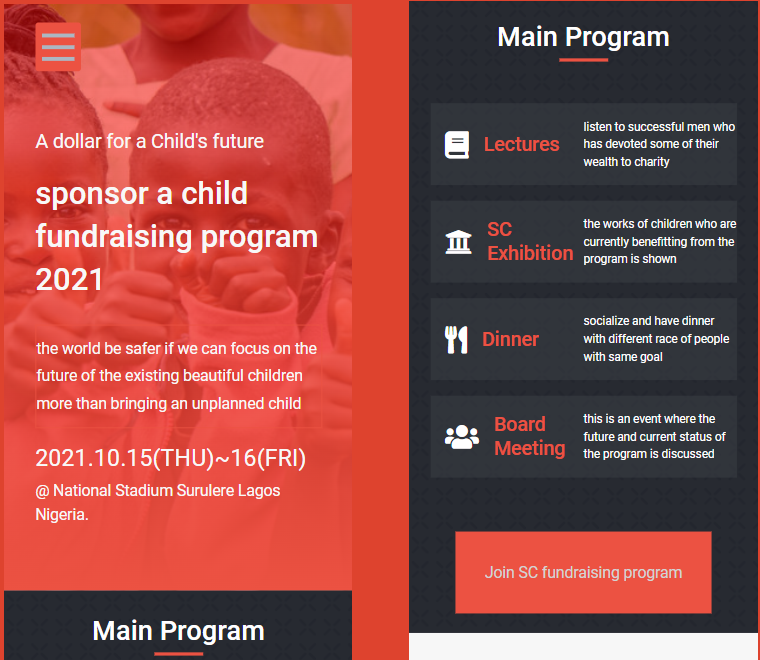 A dollar for a Child's future
sponsor a child
fundraising program
2021
the world be safer if we can focus on the
future of the existing beautiful children
more than bringing an unplanned child
2021.10.15(THU)~16(FRI)
@ National Stadium Surulere Lagos
Nigeria.
Main Program
Main Program
Lectures
listen to successful men who
has devoted some of their
wealth to charity
SC
Exhibition
the works of children who are
currently benefitting from the
program is shown
Dinner
socialize and have dinner
with different race of people
with same goal
Board
Meeting
this is an event where the
future and current status of
the program is discussed
Join SC fundraising program